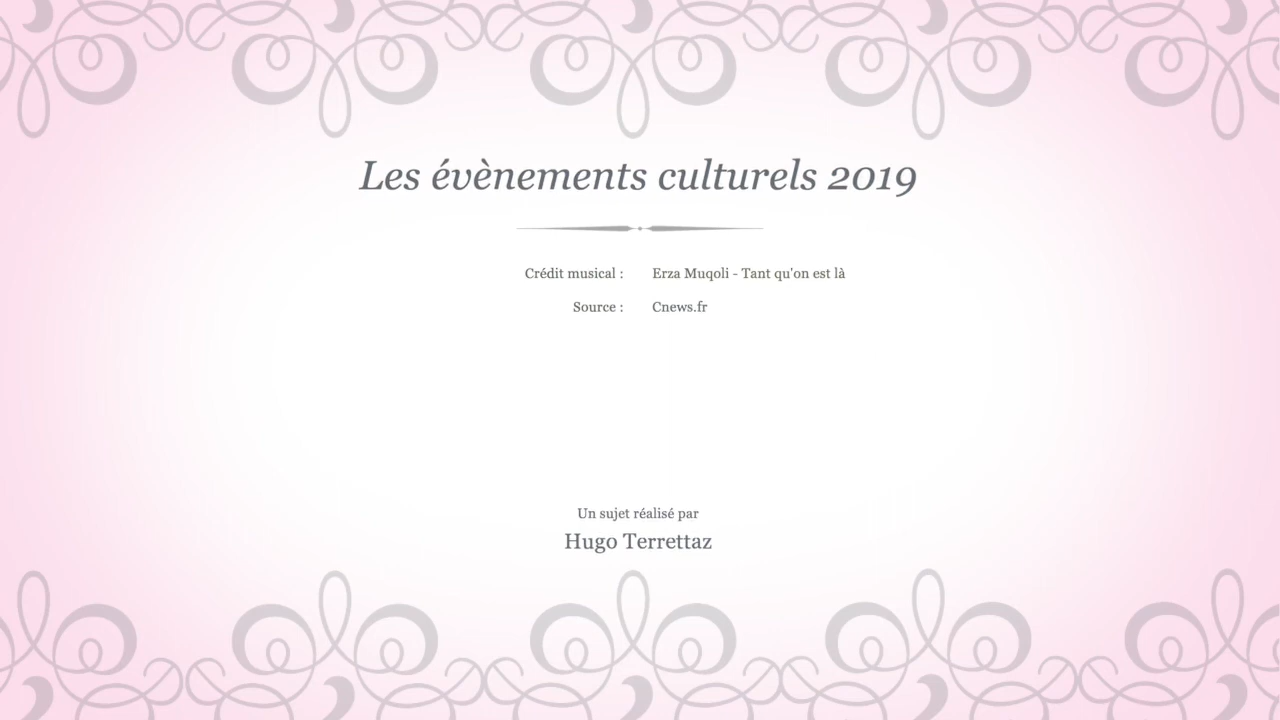 Les évènements culturels 2019
Crédit musical : Erza Muqoli - Tant qu'on est là
Source : Cnews.fr
Un sujet réalisé par
Hugo Terrettaz